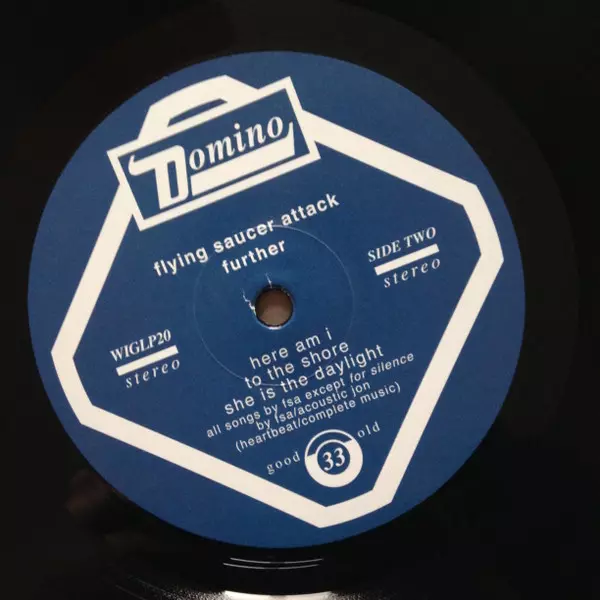 Domino
flying saucer attack
further
SIDE TWO
stereo
WIGLP20
stereo
here am i
to the shore
she is the daylight
all songs by fsa except for silence
by fsa/acoustic jon
(heartbeat/complete music)
good 33 old